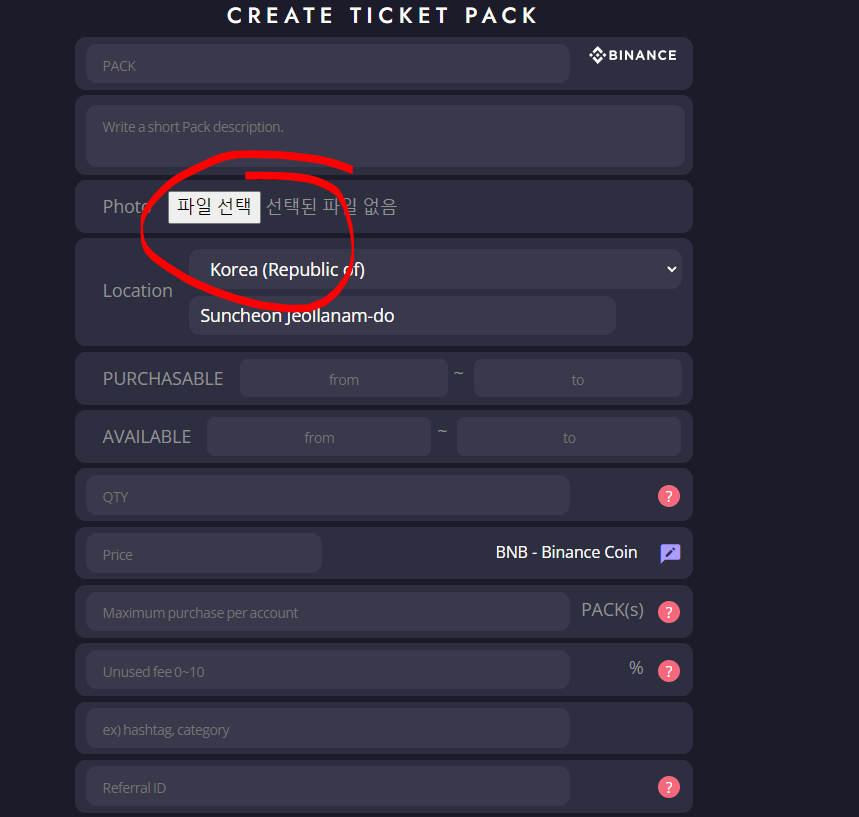 CREATE TICKET PACK
PACK
BINANCE
Write a short Pack description.
Photo 파일 선택 선택된 파일 없음
Korea (Republic of)
Location
Suncheon Jeollanam-do
PURCHASABLE from ~ to
AVAILABLE from ~ to
QTY ?
Price BNB - Binance Coin
Maximum purchase per account PACK(s) ?
Unused fee 0~10 % ?
ex) hashtag, category
Referral ID ?